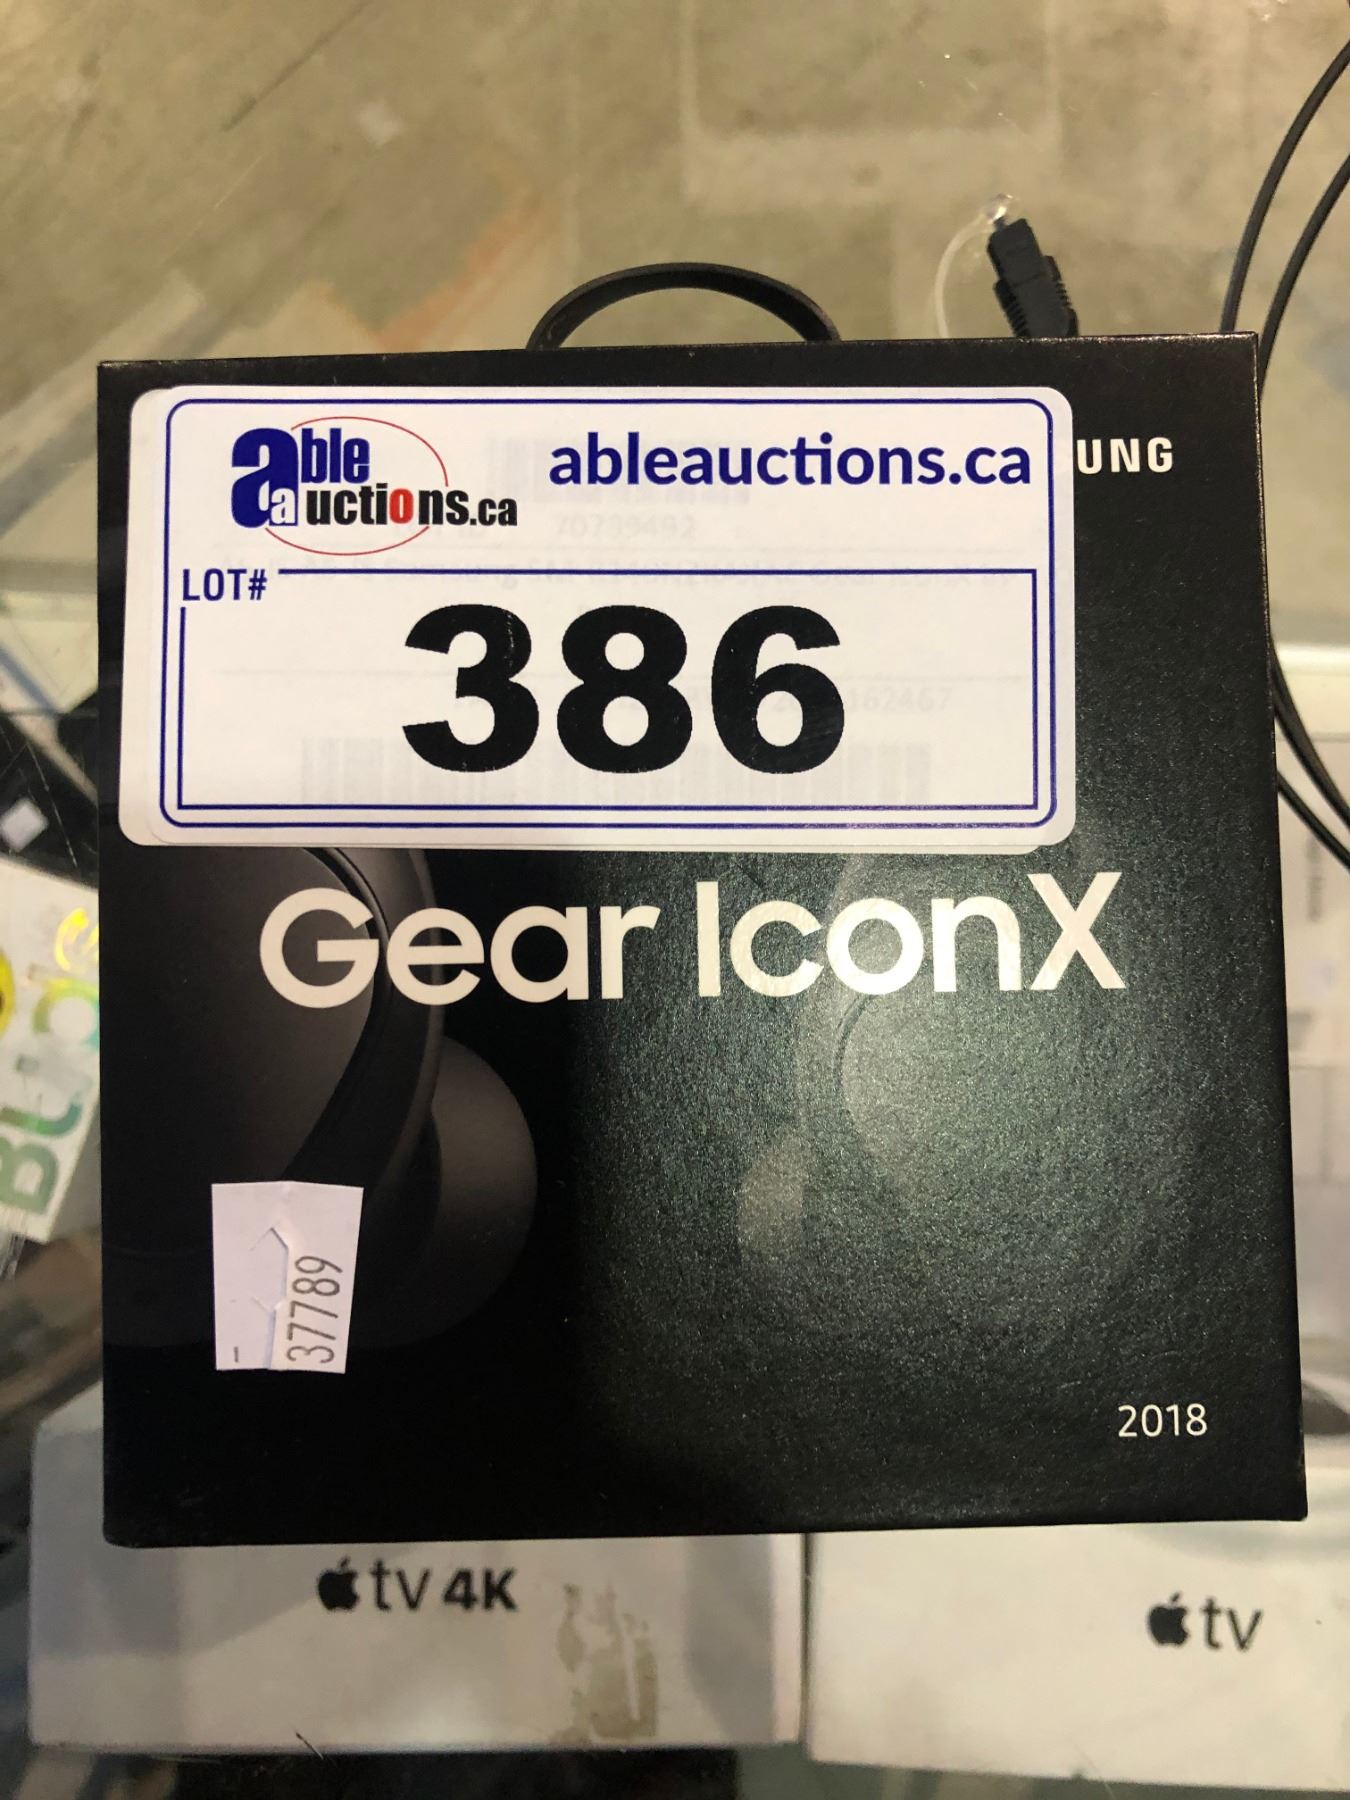 able
auctions.ca
ableauctions.ca
UNG
LOT#
386
Gear IconX
37789
2018
tv 4K
tv